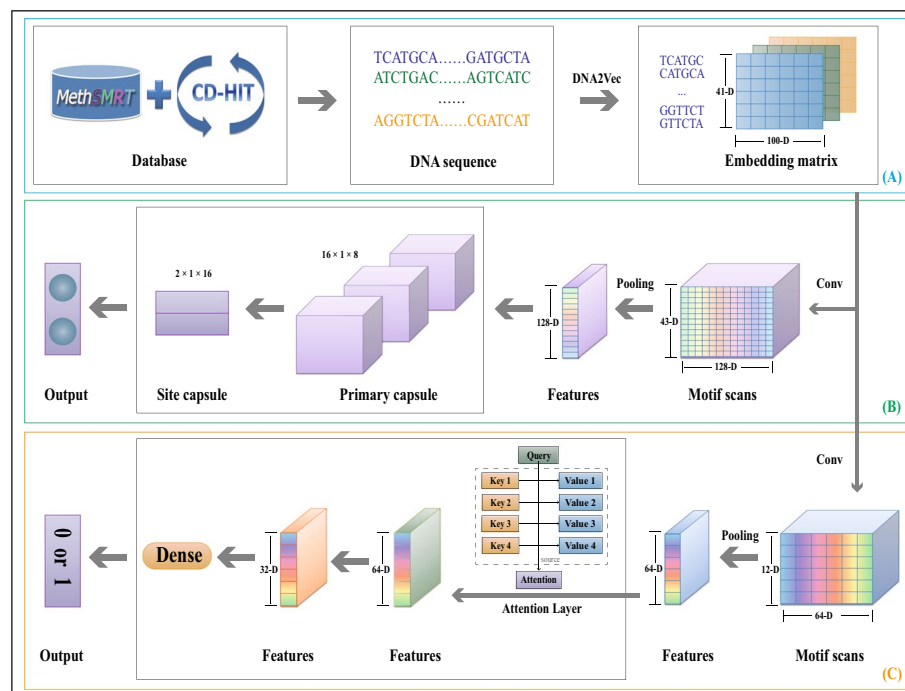 MethSMRT
CD-HIT
Database
TCATGCA……GATGCTA
ATCTGAC……AGTCATC
……
AGGTCTA……CGATCAT
DNA sequence
DNA2Vec
TCATGC
CATGCA
...
GGTTCT
GTTCTA
41-D
100-D
Embedding matrix
(A)
Output
2 × 1 × 16
Site capsule
16 × 1 × 8
Primary capsule
128-D
Features
Pooling
43-D
128-D
Motif scans
Conv
(B)
0 or 1
Output
Dense
32-D
Features
64-D
Features
Query
Key 1 Value 1
Key 2 Value 2
Key 3 Value 3
Key 4 Value 4
source
Attention
Attention Layer
64-D
Features
Pooling
12-D
64-D
Motif scans
Conv
(C)